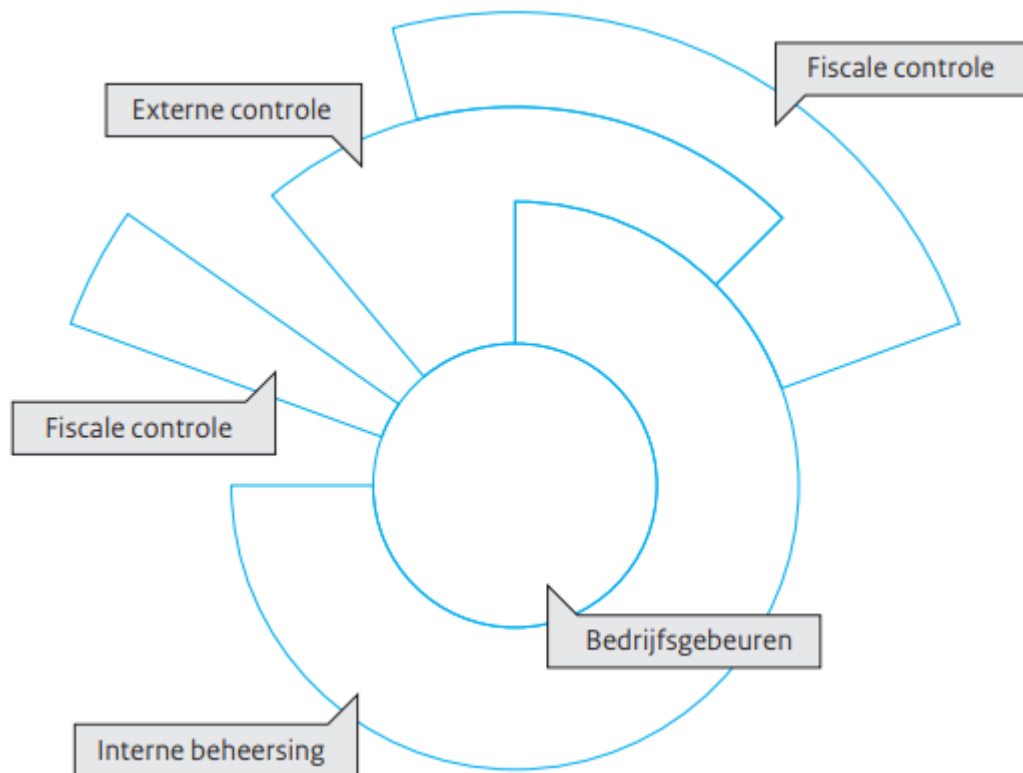 Fiscale controle
Externe controle
Fiscale controle
Bedrijfsgebeuren
Interne beheersing